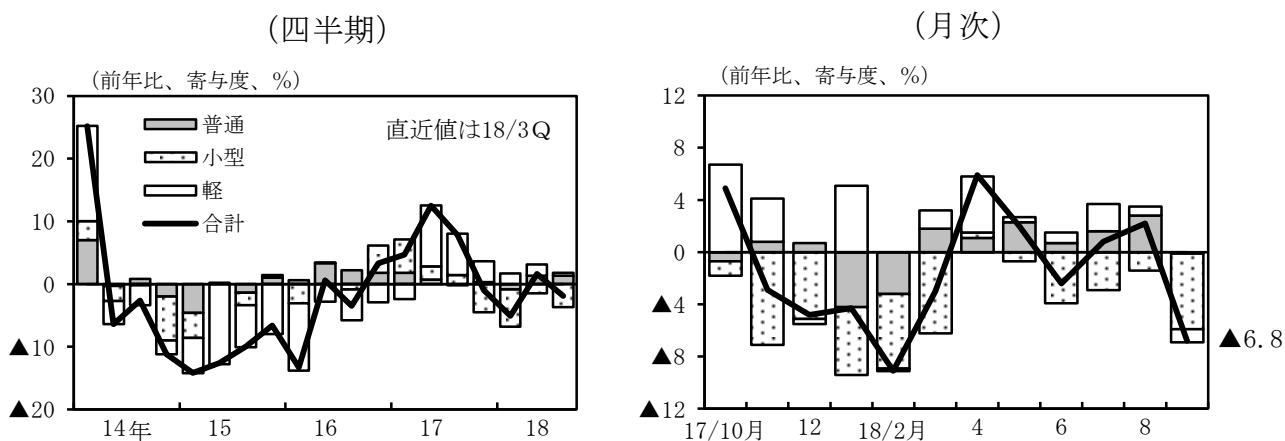 (四半期)
(前年比、寄与度、%)
30
20
10
0
▲10
▲20
普通
小型
軽
合計
直近値は18/3Q
14年 15 16 17 18
(月次)
(前年比、寄与度、%)
12
8
4
0
▲4
▲8
▲12
17/10月 12 18/2月 4 6 8
▲6.8